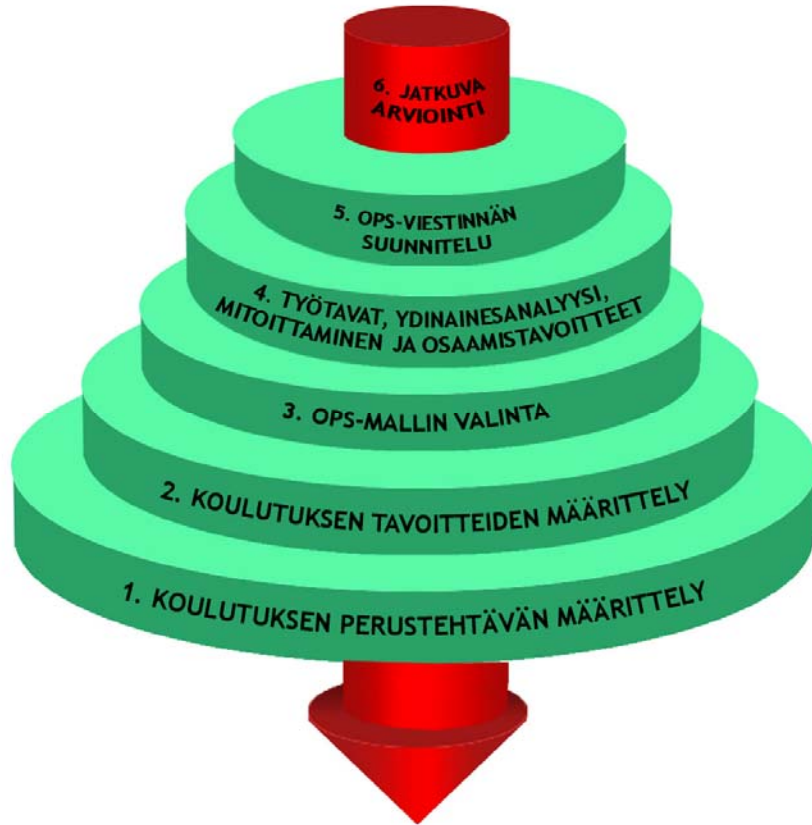 6. JATKUVA
ARVIOINTI
5. OPS-VIESTINNÄN
SUUNNITELU
4. TYÖTAVAT, YDINAINESANALYYSI,
MITOITTAMINEN JA OSAAMISTAVOITTEET
3. OPS-MALLIN VALINTA
2. KOULUTUKSEN TAVOITTEIDEN MÄÄRITTELY
1. KOULUTUKSEN PERUSTEHTÄVÄN MÄÄRITTELY